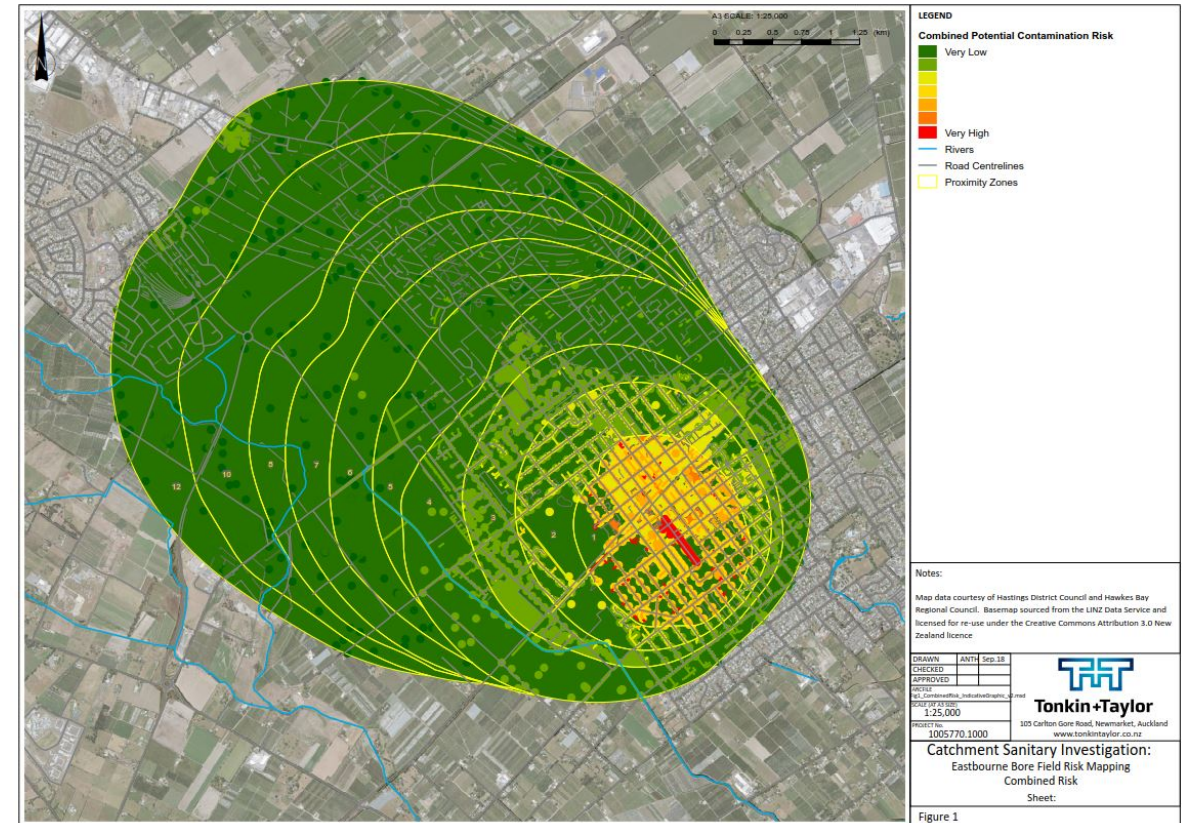 A3 SCALE: 1:25,000
0 0.25 0.5 0.75 1 1.25 (km)
12
10
8
7
6
5
4
3
2
1
LEGEND
Combined Potential Contamination Risk
Very Low
Very High
Rivers
Road Centrelines
Proximity Zones
Notes:
Map data courtesy of Hastings District Council and Hawkes Bay
Regional Council. Basemap sourced from the LINZ Data Service and
licensed for re-use under the Creative Commons Attribution 3.0 New
Zealand licence
DRAWN ANTH Sep.18
CHECKED
APPROVED
ARCFILE
Fig1_CombinedRisk_IndicativeGraphic_v2.mxd
SCALE (AT A3 SIZE)
1:25,000
PROJECT No.
1005770.1000
Tonkin+Taylor
105 Carlton Gore Road, Newmarket, Auckland
www.tonkintaylor.co.nz
Catchment Sanitary Investigation:
Eastbourne Bore Field Risk Mapping
Combined Risk
Sheet:
Figure 1